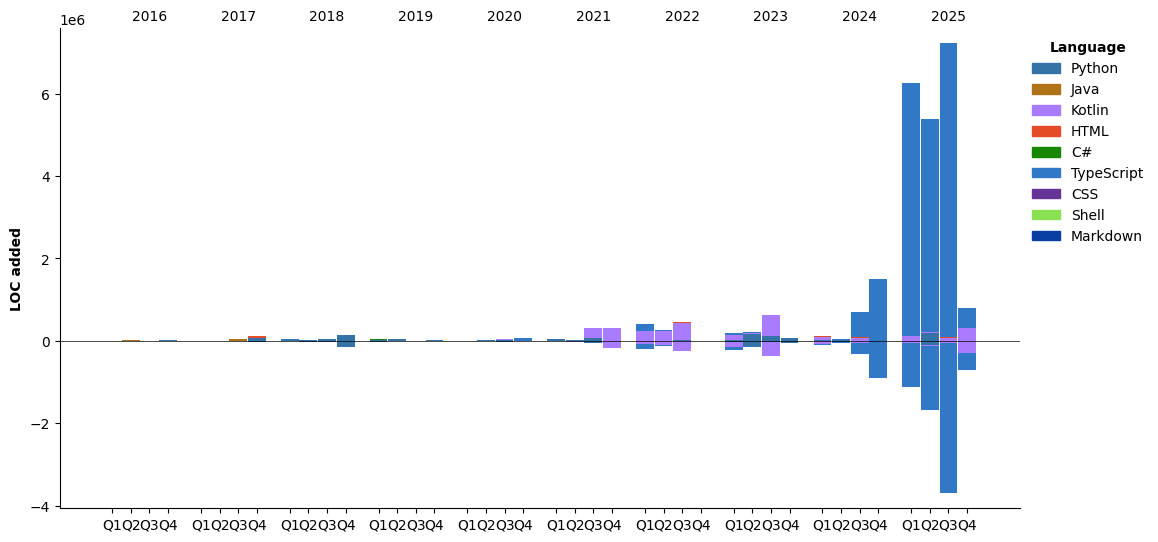 1e6
2016 2017 2018 2019 2020 2021 2022 2023 2024 2025
LOC added
6
4
2
0
−2
−4
Q1Q2Q3Q4 Q1Q2Q3Q4 Q1Q2Q3Q4 Q1Q2Q3Q4 Q1Q2Q3Q4 Q1Q2Q3Q4 Q1Q2Q3Q4 Q1Q2Q3Q4 Q1Q2Q3Q4 Q1Q2Q3Q4
Language
Python
Java
Kotlin
HTML
C#
TypeScript
CSS
Shell
Markdown